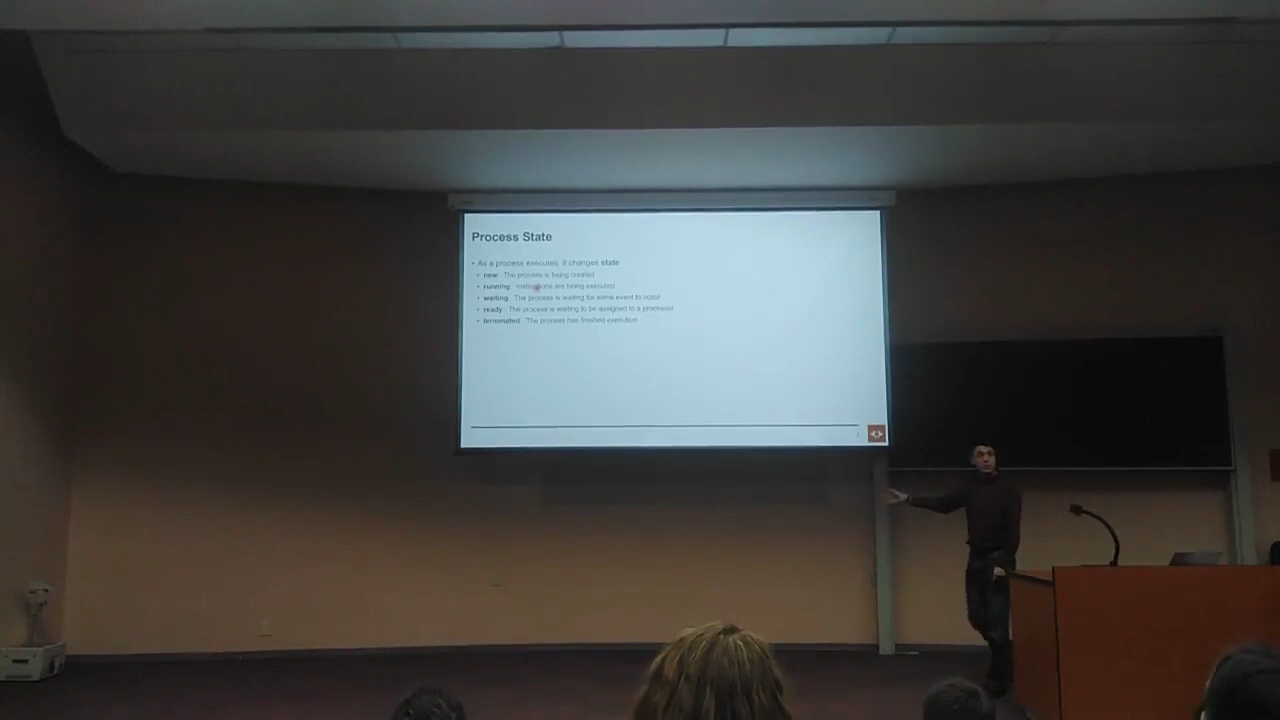 Process State
• As a process executes, it changes state
• new The process is being created
• running Instructions are being executed
• waiting The process is waiting for some event to occur
• ready The process is waiting to be assigned to a processor
• terminated The process has finished execution